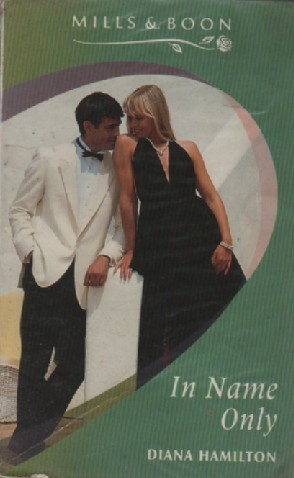 MILLS & BOON
In Name
Only
DIANA HAMILTON